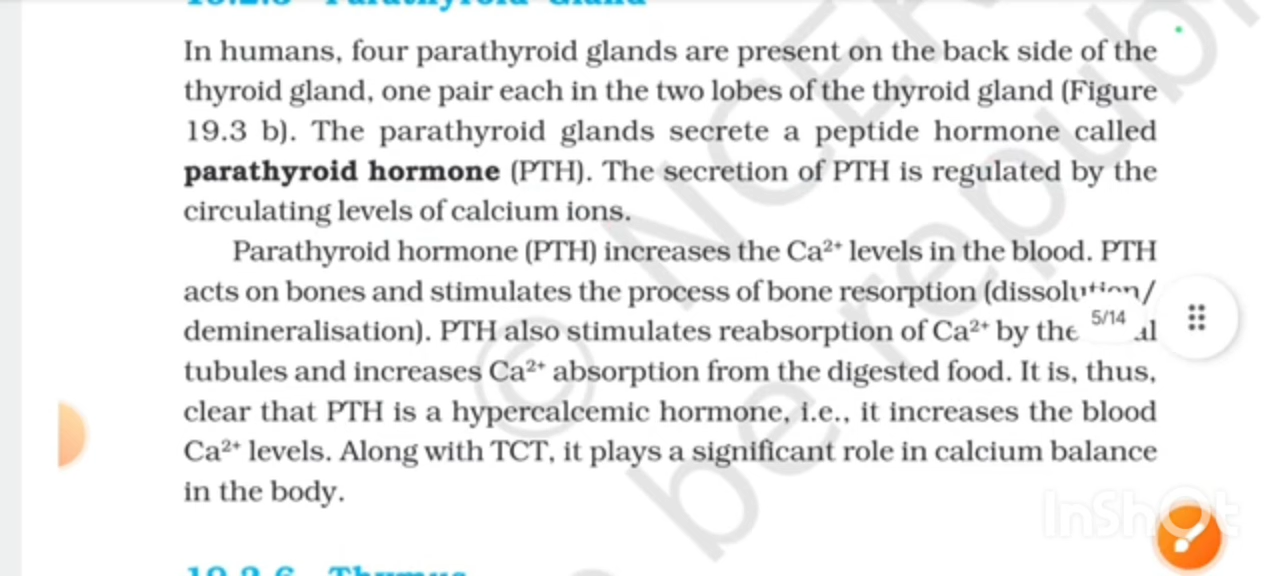 In humans, four parathyroid glands are present on the back side of the
thyroid gland, one pair each in the two lobes of the thyroid gland (Figure
19.3 b). The parathyroid glands secrete a peptide hormone called
parathyroid hormone (PTH). The secretion of PTH is regulated by the
circulating levels of calcium ions.
Parathyroid hormone (PTH) increases the Ca²⁺ levels in the blood. PTH
acts on bones and stimulates the process of bone resorption (dissolution/
demineralisation). PTH also stimulates reabsorption of Ca²⁺ by the
5/14
tubules and increases Ca²⁺ absorption from the digested food. It is, thus,
clear that PTH is a hypercalcemic hormone, i.e., it increases the blood
Ca²⁺ levels. Along with TCT, it plays a significant role in calcium balance
in the body.
© NCER
be republ
InShOt